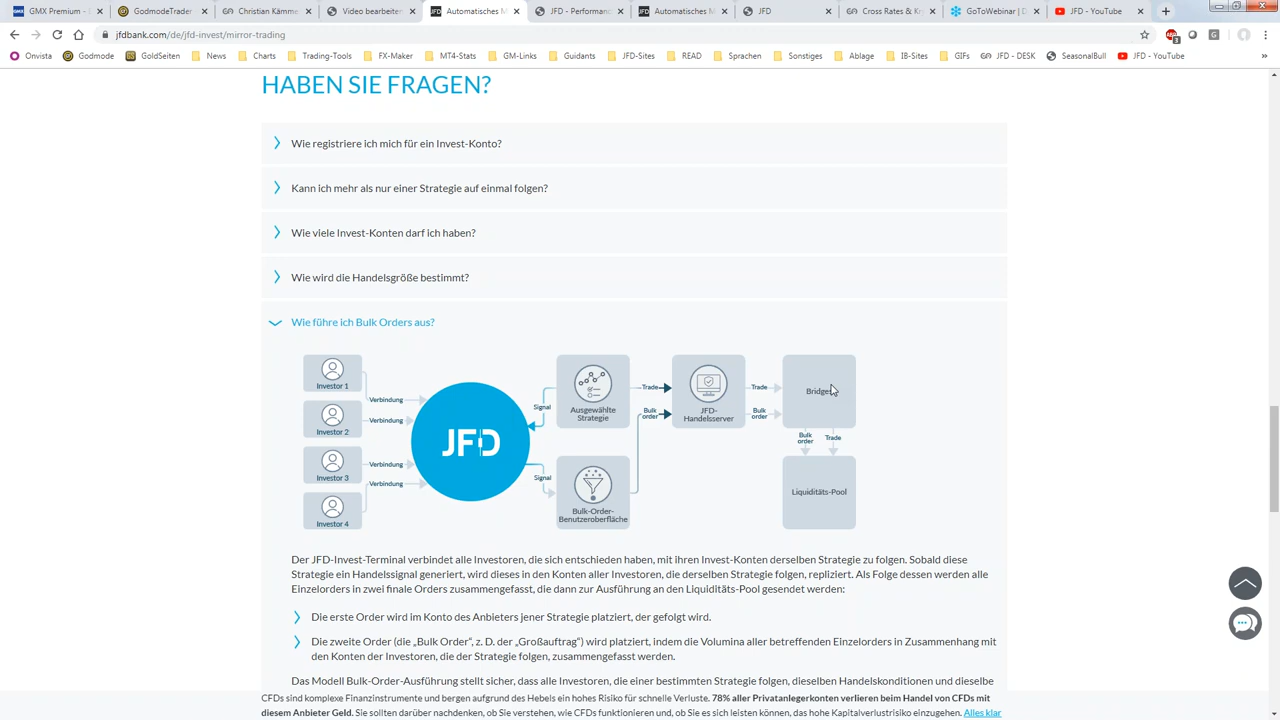 GMX Premium -
GodmodeTrader
Christian Kämme
Video bearbeiten
Automatisches M
JFD - Performanc
Automatisches M
JFD
Cross Rates & Kr
GoToWebinar | D
JFD - YouTube
jfdbank.com/de/jfd-invest/mirror-trading
Onvista
Godmode
GoldSeiten
News
Charts
Trading-Tools
FX-Maker
MT4-Stats
GM-Links
Guidants
JFD-Sites
READ
Sprachen
Sonstiges
Ablage
IB-Sites
GIFs
JFD - DESK
SeasonalBull
JFD - YouTube
»
HABEN SIE FRAGEN?
Wie registriere ich mich für ein Invest-Konto?
Kann ich mehr als nur einer Strategie auf einmal folgen?
Wie viele Invest-Konten darf ich haben?
Wie wird die Handelsgröße bestimmt?
Wie führe ich Bulk Orders aus?
Investor 1
Investor 2
Investor 3
Investor 4
Verbindung
Verbindung
Verbindung
Verbindung
JFD
Signal
Signal
Ausgewählte
Strategie
Bulk-Order-
Benutzeroberfläche
Trade
Bulk
order
JFD-
Handelsserver
Trade
Bulk
order
Bridges
Bulk
order
Trade
Liquiditäts-Pool
Der JFD-Invest-Terminal verbindet alle Investoren, die sich entschieden haben, mit ihren Invest-Konten derselben Strategie zu folgen. Sobald diese
Strategie ein Handelssignal generiert, wird dieses in den Konten aller Investoren, die derselben Strategie folgen, repliziert. Als Folge dessen werden alle
Einzelorders in zwei finale Orders zusammengefasst, die dann zur Ausführung an den Liquiditäts-Pool gesendet werden:
Die erste Order wird im Konto des Anbieters jener Strategie platziert, der gefolgt wird.
Die zweite Order (die „Bulk Order“, z. D. der „Großauftrag“) wird platziert, indem die Volumina aller betreffenden Einzelorders in Zusammenhang mit
den Konten der Investoren, die der Strategie folgen, zusammengefasst werden.
Das Modell Bulk-Order-Ausführung stellt sicher, dass alle Investoren, die einer bestimmten Strategie folgen, dieselben Handelskonditionen und dieselbe
CFDs sind komplexe Finanzinstrumente und bergen aufgrund des Hebels ein hohes Risiko für schnelle Verluste. 78% aller Privatanlegerkonten verlieren beim Handel von CFDs mit
diesem Anbieter Geld. Sie sollten darüber nachdenken, ob Sie verstehen, wie CFDs funktionieren und, ob Sie es sich leisten können, das hohe Kapitalverlustrisiko einzugehen. Alles klar